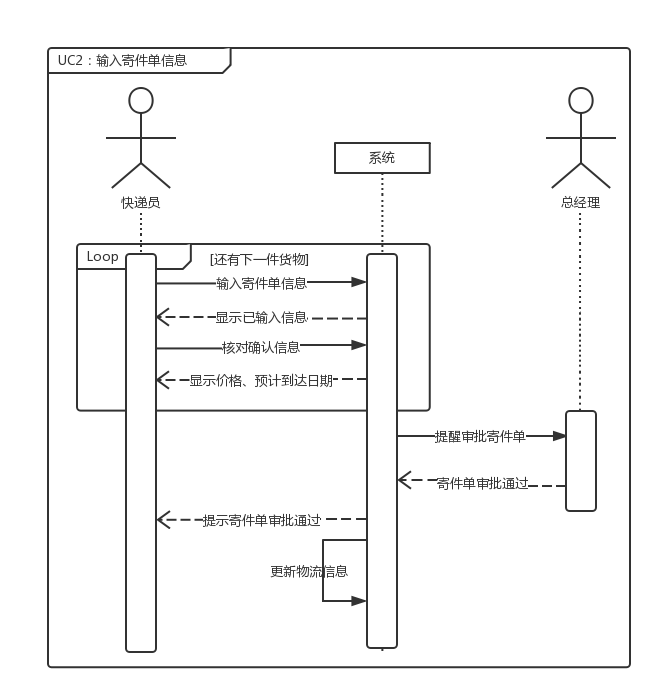 UC2：输入寄件单信息
系统
快递员
总经理
Loop
[还有下一件货物]
输入寄件单信息
显示已输入信息
核对确认信息
显示价格、预计到达日期
提醒审批寄件单
寄件单审批通过
提示寄件单审批通过
更新物流信息